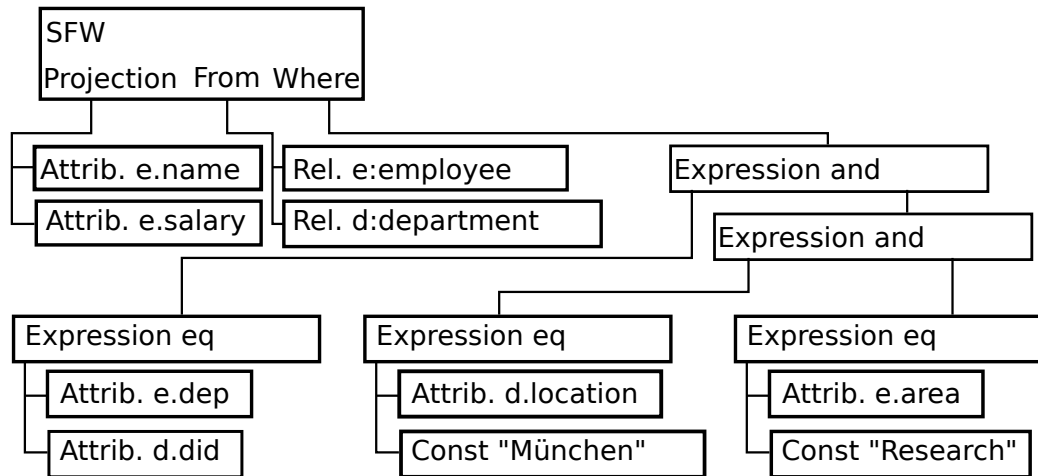 SFW
Projection From Where
Attrib. e.name
Rel. e:employee
Expression and
Attrib. e.salary
Rel. d:department
Expression and
Expression eq
Expression eq
Expression eq
Attrib. e.dep
Attrib. d.location
Attrib. e.area
Attrib. d.did
Const "München"
Const "Research"